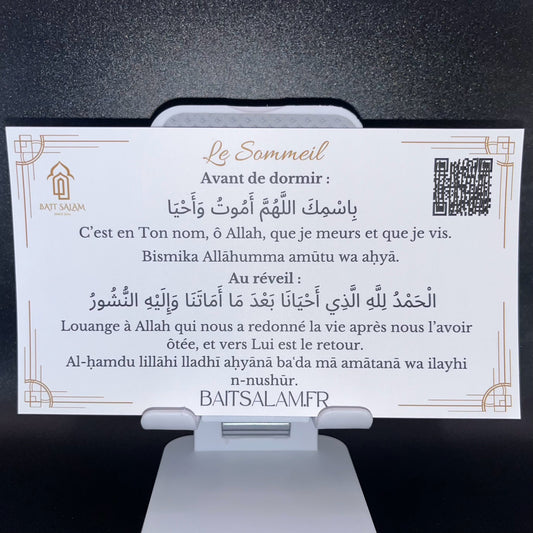 Le Sommeil
BAIT SALAM
Avant de dormir :
بِاسْمِكَ اللَّهُمَّ أَمُوتُ وَأَحْيَا
C’est en Ton nom, ô Allah, que je meurs et que je vis.
Bismika Allāhumma amūtu wa aḥyā.
Au réveil :
الْحَمْدُ لِلَّهِ الَّذِي أَحْيَانَا بَعْدَ مَا أَمَاتَنَا وَإِلَيْهِ النُّشُورُ
Louange à Allah qui nous a redonné la vie après nous l’avoir
ôtée, et vers Lui est le retour.
Al-ḥamdu lillāhi lladhī aḥyānā ba'da mā amātanā wa ilayhi
n-nushūr.
BAITSALAM.FR